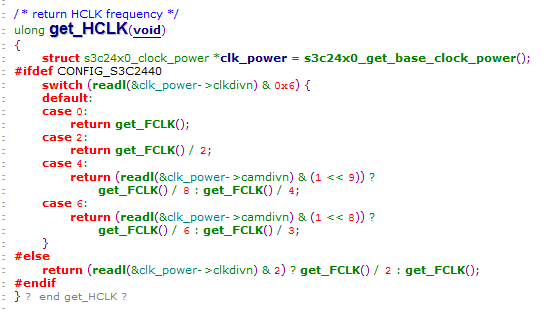 /* return HCLK frequency */
ulong get_HCLK(void)
{
struct s3c24x0_clock_power *clk_power = s3c24x0_get_base_clock_power();
#ifdef CONFIG_S3C2440
switch (readl(&clk_power->clkdivn) & 0x6) {
default:
case 0:
return get_FCLK();
case 2:
return get_FCLK() / 2;
case 4:
return (readl(&clk_power->camdivn) & (1 << 9)) ?
get_FCLK() / 8 : get_FCLK() / 4;
case 6:
return (readl(&clk_power->camdivn) & (1 << 8)) ?
get_FCLK() / 6 : get_FCLK() / 3;
}
#else
return (readl(&clk_power->clkdivn) & 2) ? get_FCLK() / 2 : get_FCLK();
#endif
} ? end get_HCLK ?